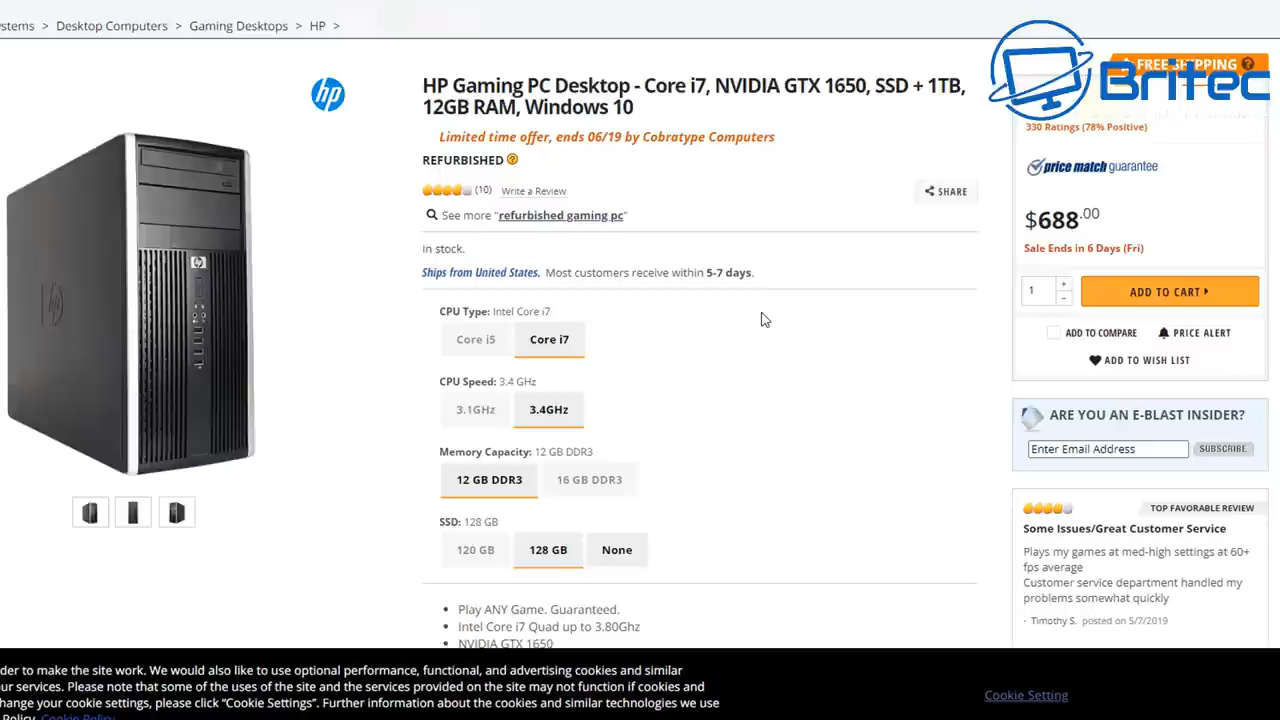 stems > Desktop Computers > Gaming Desktops > HP >
hp
HP Gaming PC Desktop - Core i7, NVIDIA GTX 1650, SSD + 1TB,
12GB RAM, Windows 10
Limited time offer, ends 06/19 by Cobratype Computers
REFURBISHED ?
(10) Write a Review
SHARE
See more "refurbished gaming pc"
In stock.
Ships from United States. Most customers receive within 5-7 days.
CPU Type: Intel Core i7
Core i5 Core i7
CPU Speed: 3.4 GHz
3.1GHz 3.4GHz
Memory Capacity: 12 GB DDR3
12 GB DDR3 16 GB DDR3
SSD: 128 GB
120 GB 128 GB None
• Play ANY Game. Guaranteed.
• Intel Core i7 Quad up to 3.80Ghz
• NVIDIA GTX 1650
FREE SHIPPING ?
Britec
330 Ratings (78% Positive)
price match guarantee
$688.00
Sale Ends in 6 Days (Fri)
1 + −
ADD TO CART
ADD TO COMPARE PRICE ALERT
ADD TO WISH LIST
ARE YOU AN E-BLAST INSIDER?
Enter Email Address SUBSCRIBE
TOP FAVORABLE REVIEW
Some Issues/Great Customer Service
Plays my games at med-high settings at 60+
fps average
Customer service department handled my
problems somewhat quickly
- Timothy S. posted on 5/7/2019
der to make the site work. We would also like to use optional performance, functional, and advertising cookies and similar
ur services. Please note that some of the uses of the site and the services provided on the site may not function if cookies and
hange your cookie settings, please click "Cookie Settings". Further information about the cookies and similar technologies we use
Policy. Cookie Policy
Cookie Setting